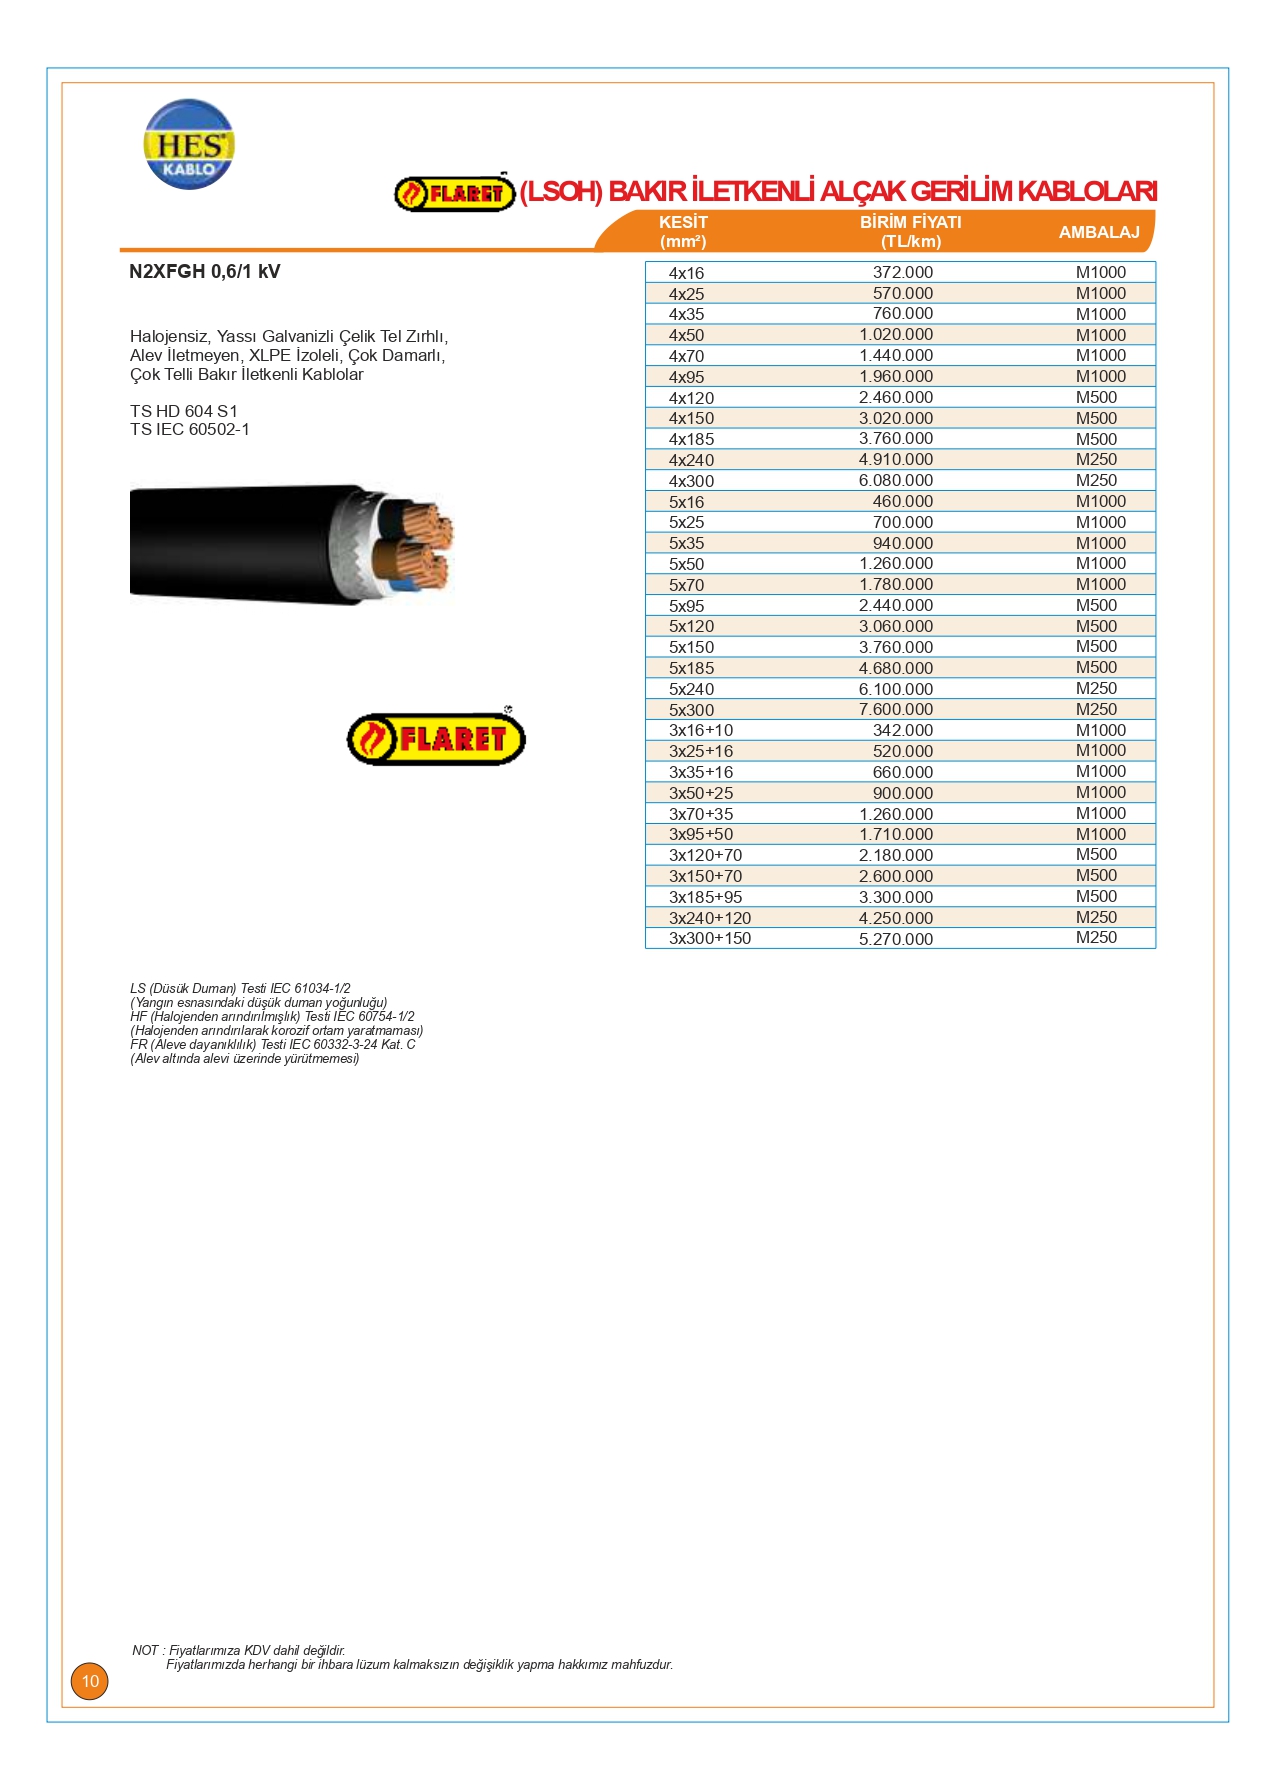 HES
KABLO
FLARET (LSOH) BAKIR İLETKENLİ ALÇAK GERİLİM KABLOLARI
KESİT (mm²) BİRİM FİYATI (TL/km) AMBALAJ
N2XFGH 0,6/1 kV
Halojensiz, Yassı Galvanizli Çelik Tel Zırhlı,
Alev İletmeyen, XLPE İzoleli, Çok Damarlı,
Çok Telli Bakır İletkenli Kablolar
TS HD 604 S1
TS IEC 60502-1
FLARET
4x16 372.000 M1000
4x25 570.000 M1000
4x35 760.000 M1000
4x50 1.020.000 M1000
4x70 1.440.000 M1000
4x95 1.960.000 M1000
4x120 2.460.000 M500
4x150 3.020.000 M500
4x185 3.760.000 M500
4x240 4.910.000 M250
4x300 6.080.000 M250
5x16 460.000 M1000
5x25 700.000 M1000
5x35 940.000 M1000
5x50 1.260.000 M1000
5x70 1.780.000 M1000
5x95 2.440.000 M500
5x120 3.060.000 M500
5x150 3.760.000 M500
5x185 4.680.000 M500
5x240 6.100.000 M250
5x300 7.600.000 M250
3x16+10 342.000 M1000
3x25+16 520.000 M1000
3x35+16 660.000 M1000
3x50+25 900.000 M1000
3x70+35 1.260.000 M1000
3x95+50 1.710.000 M1000
3x120+70 2.180.000 M500
3x150+70 2.600.000 M500
3x185+95 3.300.000 M500
3x240+120 4.250.000 M250
3x300+150 5.270.000 M250
LS (Düsük Duman) Testi IEC 61034-1/2
(Yangın esnasındaki düşük duman yoğunluğu)
HF (Halojenden arındırılmışlık) Testi IEC 60754-1/2
(Halojenden arındırılarak korozif ortam yaratmaması)
FR (Aleve dayanıklılık) Testi IEC 60332-3-24 Kat. C
(Alev altında alevi üzerinde yürütmemesi)
NOT : Fiyatlarımıza KDV dahil değildir.
Fiyatlarımızda herhangi bir ihbara lüzum kalmaksızın değişiklik yapma hakkımız mahfuzdur.
10